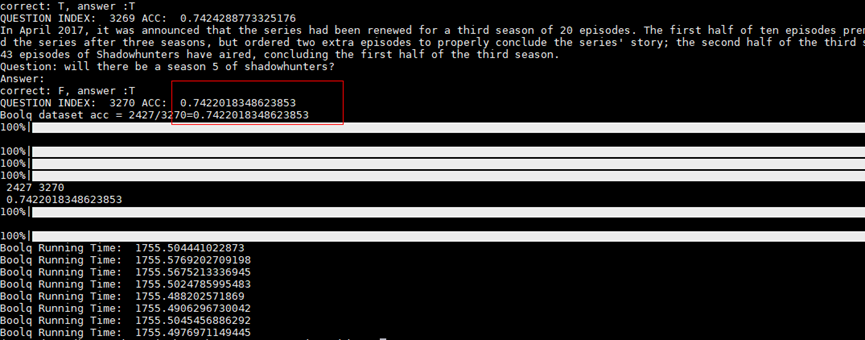 correct: T, answer :T
QUESTION INDEX:  3269 ACC:  0.7424288773325176
In April 2017, it was announced that the series had been renewed for a third season of 20 episodes. The first half of ten episodes prem
d the series after three seasons, but ordered two extra episodes to properly conclude the series' story; the second half of the third s
43 episodes of Shadowhunters have aired, concluding the first half of the third season.
Question: will there be a season 5 of shadowhunters?
Answer:
correct: F, answer :T
QUESTION INDEX:  3270 ACC:  0.7422018348623853
Boolq dataset acc = 2427/3270=0.7422018348623853
100%|
100%|
100%|
100%|
2427 3270
0.7422018348623853
100%|
100%|
Boolq Running Time:  1755.504441022873
Boolq Running Time:  1755.5769202709198
Boolq Running Time:  1755.5675213336945
Boolq Running Time:  1755.5024785995483
Boolq Running Time:  1755.488202571869
Boolq Running Time:  1755.4906296730042
Boolq Running Time:  1755.5045456886292
Boolq Running Time:  1755.4976971149445